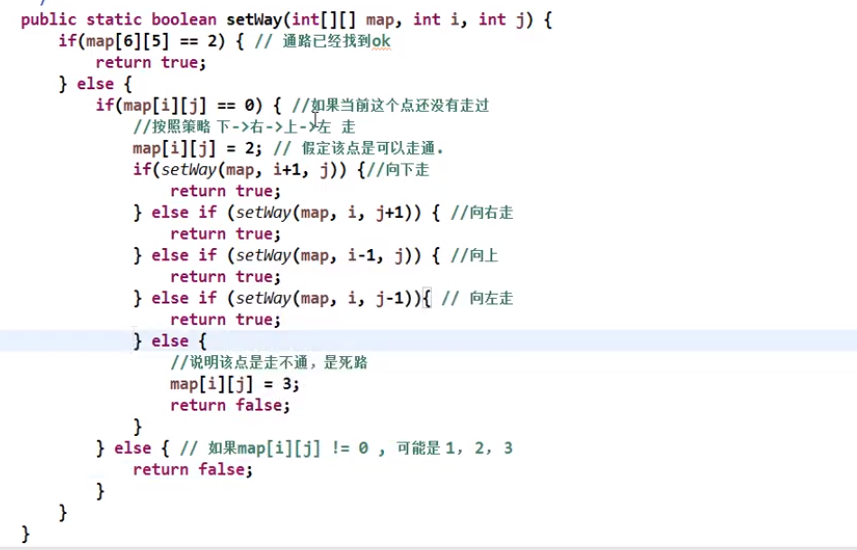 public static boolean setWay(int[][] map, int i, int j) {
if(map[6][5] == 2) { // 通路已经找到ok
return true;
} else {
if(map[i][j] == 0) { //如果当前这个点还没有走过
//按照策略 下->右->上->左 走
map[i][j] = 2; // 假定该点是可以走通.
if(setWay(map, i+1, j)) {//向下走
return true;
} else if (setWay(map, i, j+1)) { //向右走
return true;
} else if (setWay(map, i-1, j)) { //向上
return true;
} else if (setWay(map, i, j-1)){ // 向左走
return true;
} else {
//说明该点是走不通，是死路
map[i][j] = 3;
return false;
}
} else { // 如果map[i][j] != 0 , 可能是 1， 2， 3
return false;
}
}
}